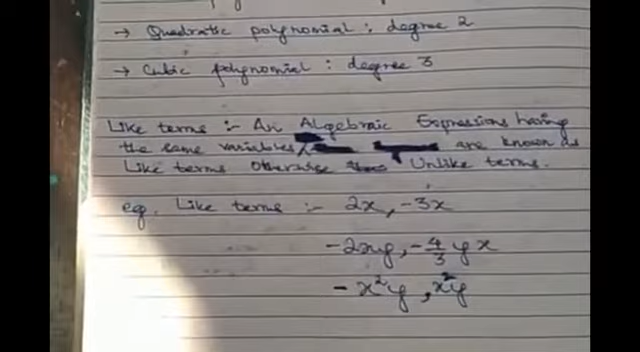 → Quadratic polynomial : degree 2
→ Cubic polynomial : degree 3
Like terms :- An Algebraic Expressions having
the same variables, are known as
Like terms Otherwise Unlike terms.
eg. Like terms :- 2x, -3x
-2xy, -4/3 yx
- x²y, x²y